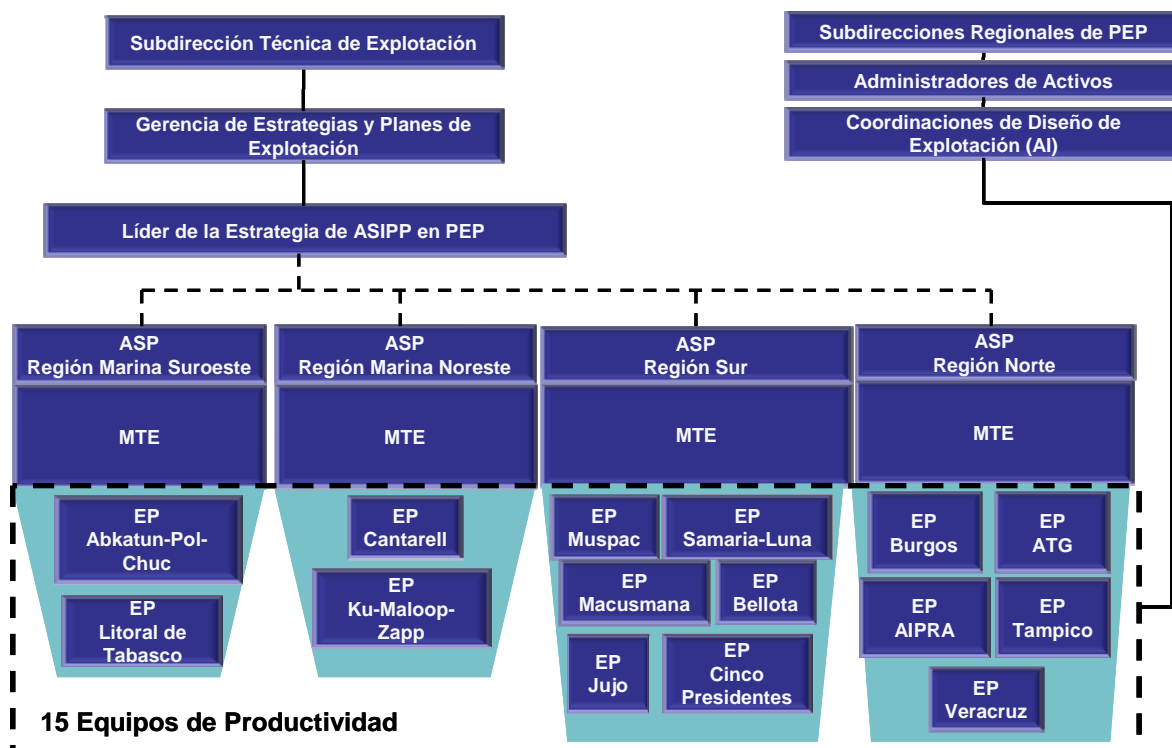 Subdirección Técnica de Explotación
Gerencia de Estrategias y Planes de
Explotación
Líder de la Estrategia de ASIPP en PEP
Subdirecciones Regionales de PEP
Administradores de Activos
Coordinaciones de Diseño de
Explotación (AI)
ASP
Región Marina Suroeste
MTE
EP
Abkatun-Pol-
Chuc
EP
Litoral de
Tabasco
ASP
Región Marina Noreste
MTE
EP
Cantarell
EP
Ku-Maloop-
Zapp
ASP
Región Sur
MTE
EP
Muspac
EP
Samaria-Luna
EP
Macusmana
EP
Bellota
EP
Jujo
EP
Cinco
Presidentes
ASP
Región Norte
MTE
EP
Burgos
EP
ATG
EP
AIPRA
EP
Tampico
EP
Veracruz
15 Equipos de Productividad